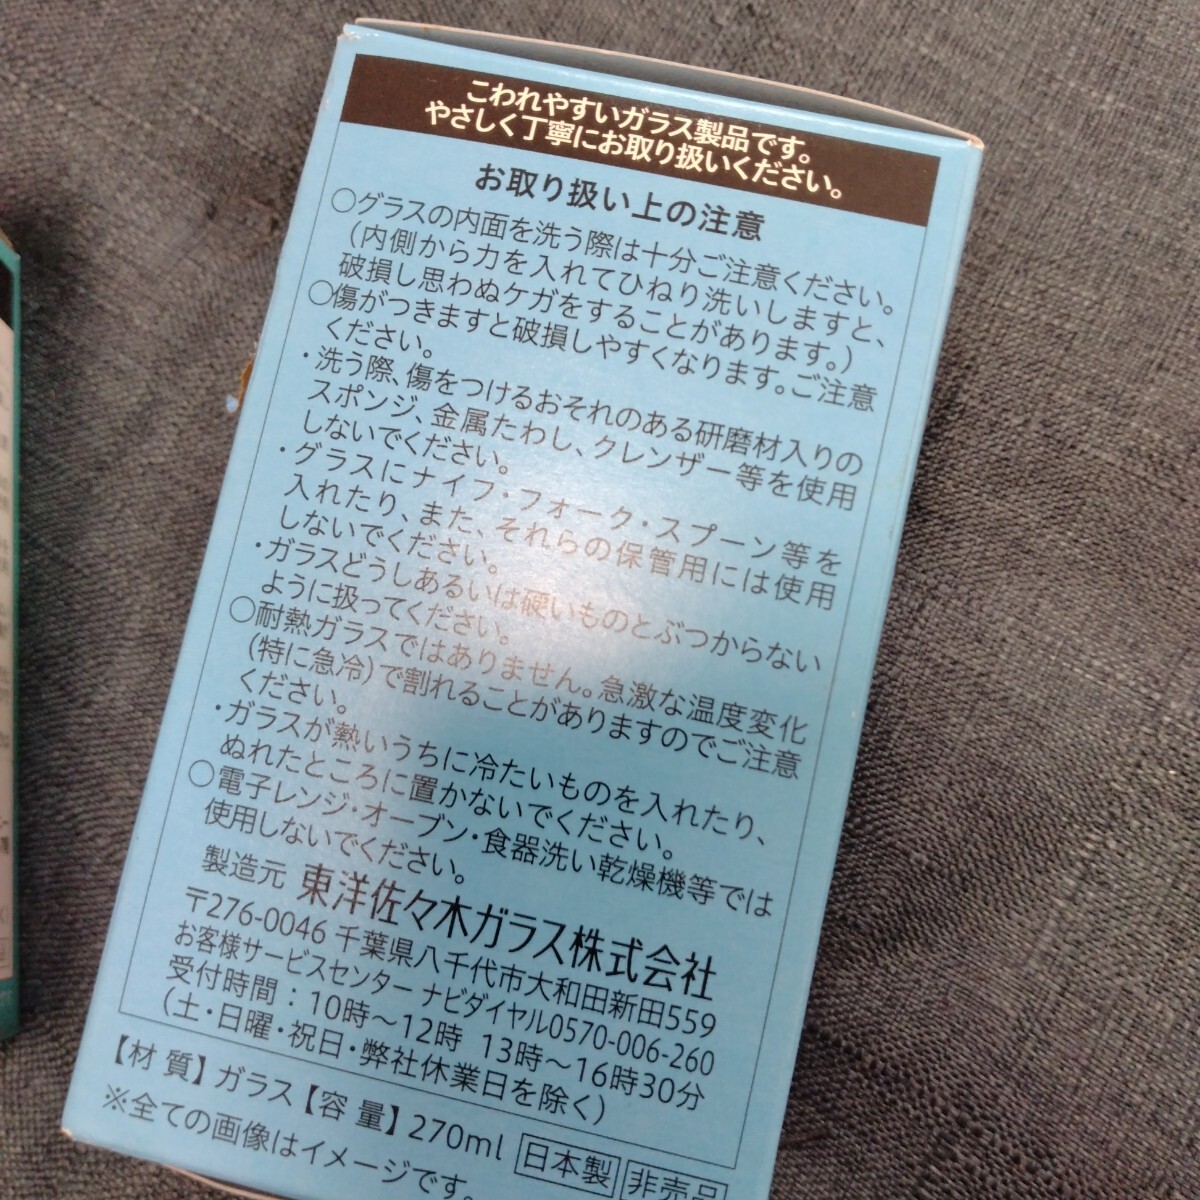 こわれやすいガラス製品です。
やさしく丁寧にお取り扱いください。
お取り扱い上の注意
○グラスの内面を洗う際は十分ご注意ください。
(内側から力を入れてひねり洗いしますと、
破損し思わぬケガをすることがあります。)
○傷がつきますと破損しやすくなります。ご注意
ください。
・洗う際、傷をつけるおそれのある研磨材入りの
スポンジ、金属たわし、クレンザー等を使用
しないでください。
・グラスにナイフ・フォーク・スプーン等を
入れたり、また、それらの保管用には使用
しないでください。
・ガラスどうしあるいは硬いものとぶつからない
ように扱ってください。
○耐熱ガラスではありません。急激な温度変化
(特に急冷)で割れることがありますのでご注意
ください。
・ガラスが熱いうちに冷たいものを入れたり、
ぬれたところに置かないでください。
○電子レンジ・オーブン・食器洗い乾燥機等では
使用しないでください。
製造元 東洋佐々木ガラス株式会社
〒276-0046 千葉県八千代市大和田新田559
お客様サービスセンター ナビダイヤル0570-006-260
受付時間：10時～12時 13時～16時30分
(土・日曜・祝日・弊社休業日を除く)
【材 質】ガラス【容 量】270ml 日本製 非売品
※全ての画像はイメージです。